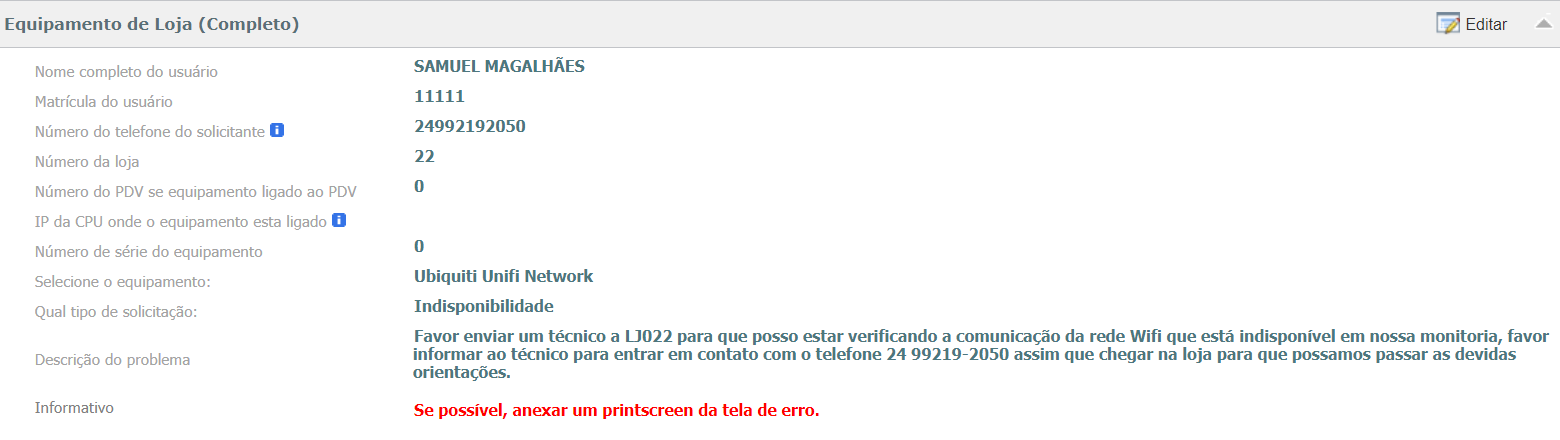 Equipamento de Loja (Completo)
Editar
Nome completo do usuário
SAMUEL MAGALHÃES
Matrícula do usuário
11111
Número do telefone do solicitante
24992192050
Número da loja
22
Número do PDV se equipamento ligado ao PDV
0
IP da CPU onde o equipamento esta ligado
Número de série do equipamento
0
Selecione o equipamento:
Ubiquiti Unifi Network
Qual tipo de solicitação:
Indisponibilidade
Descrição do problema
Favor enviar um técnico a LJ022 para que posso estar verificando a comunicação da rede Wifi que está indisponível em nossa monitoria, favor
informar ao técnico para entrar em contato com o telefone 24 99219-2050 assim que chegar na loja para que possamos passar as devidas
orientações.
Informativo
Se possível, anexar um printscreen da tela de erro.